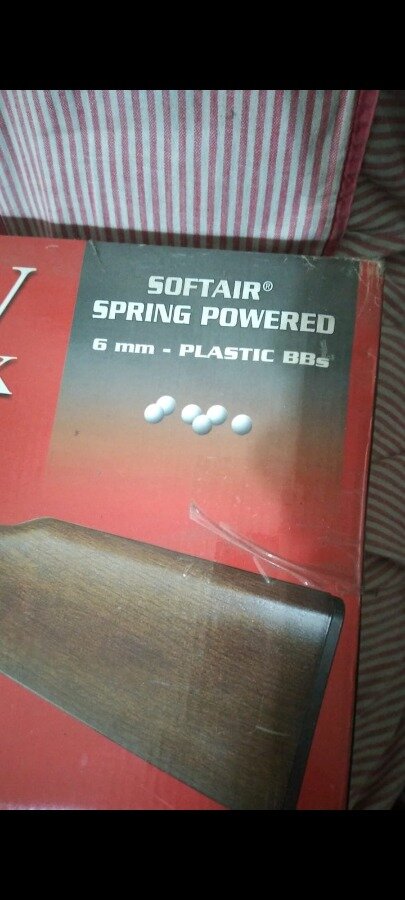 SOFTAIR®
SPRING POWERED
6 mm - PLASTIC BBs